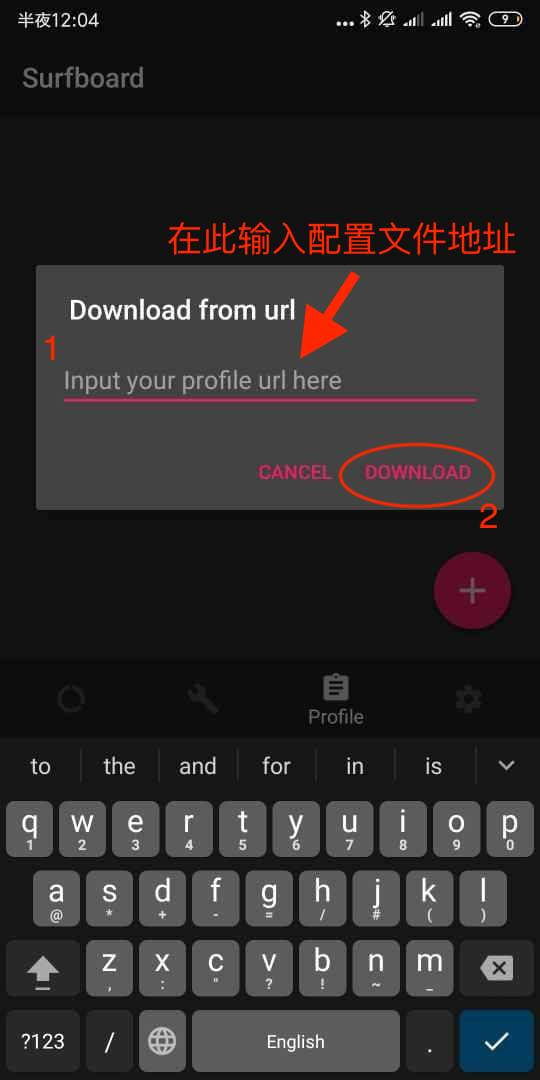 半夜12:04
9
Surfboard
在此输入配置文件地址
Download from url
1
Input your profile url here
CANCEL DOWNLOAD
2
Profile
to the and for in is
q w e r t y u i o p
1 2 3 4 5 6 7 8 9 0
a s d f g h j k l
@ * + - = / # ( )
z x c v b n m
, : " ? ! ~ _
?123 / English .